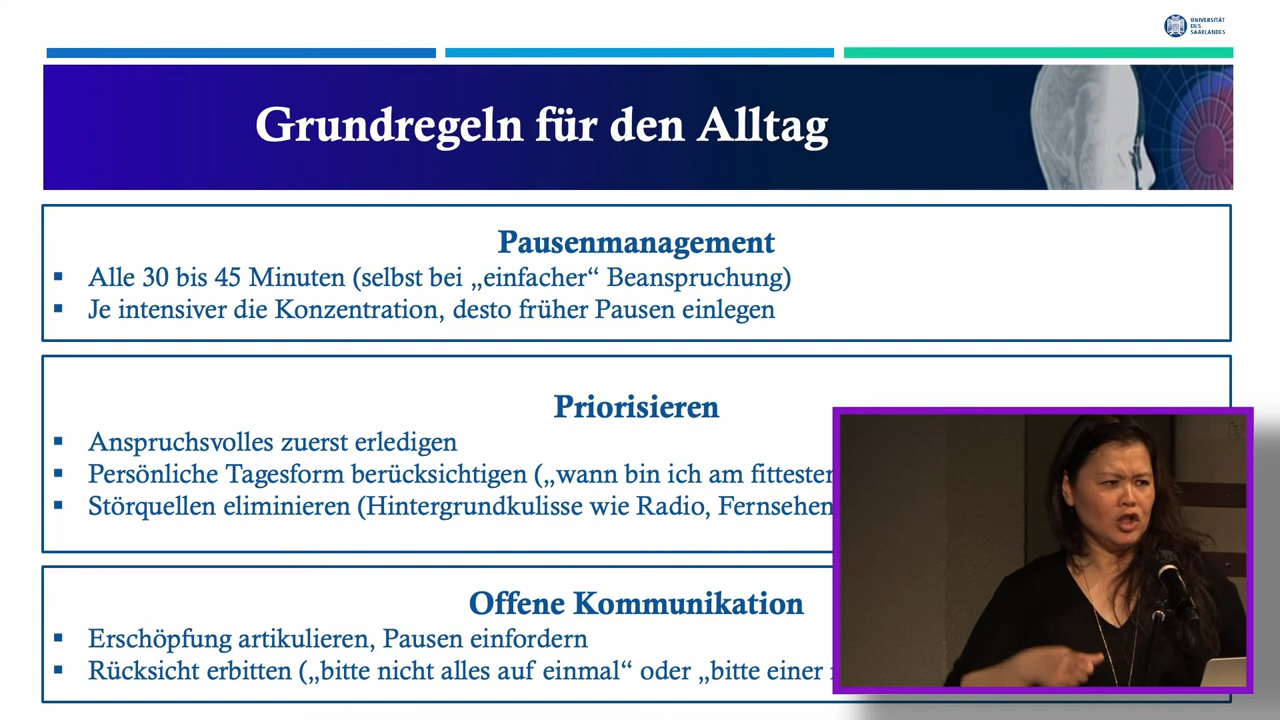 UNIVERSITÄT
DES
SAARLANDES
Grundregeln für den Alltag
Pausenmanagement
▪ Alle 30 bis 45 Minuten (selbst bei „einfacher“ Beanspruchung)
▪ Je intensiver die Konzentration, desto früher Pausen einlegen
Priorisieren
▪ Anspruchsvolles zuerst erledigen
▪ Persönliche Tagesform berücksichtigen („wann bin ich am fittesten
▪ Störquellen eliminieren (Hintergrundkulisse wie Radio, Fernsehen
Offene Kommunikation
▪ Erschöpfung artikulieren, Pausen einfordern
▪ Rücksicht erbitten („bitte nicht alles auf einmal“ oder „bitte einer